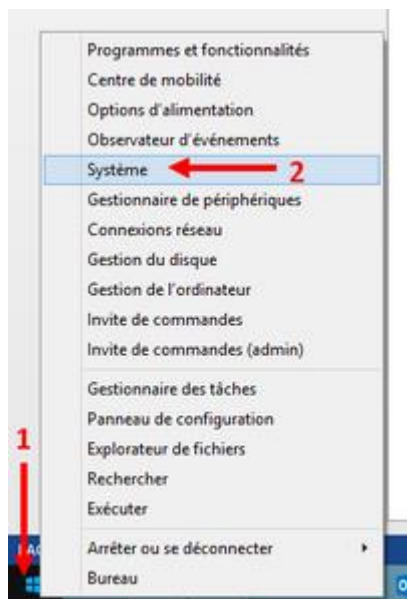 Programmes et fonctionnalités
Centre de mobilité
Options d'alimentation
Observateur d'événements
Système
2
Gestionnaire de périphériques
Connexions réseau
Gestion du disque
Gestion de l'ordinateur
Invite de commandes
Invite de commandes (admin)
Gestionnaire des tâches
Panneau de configuration
1
Explorateur de fichiers
Rechercher
Exécuter
Arrêter ou se déconnecter
Bureau